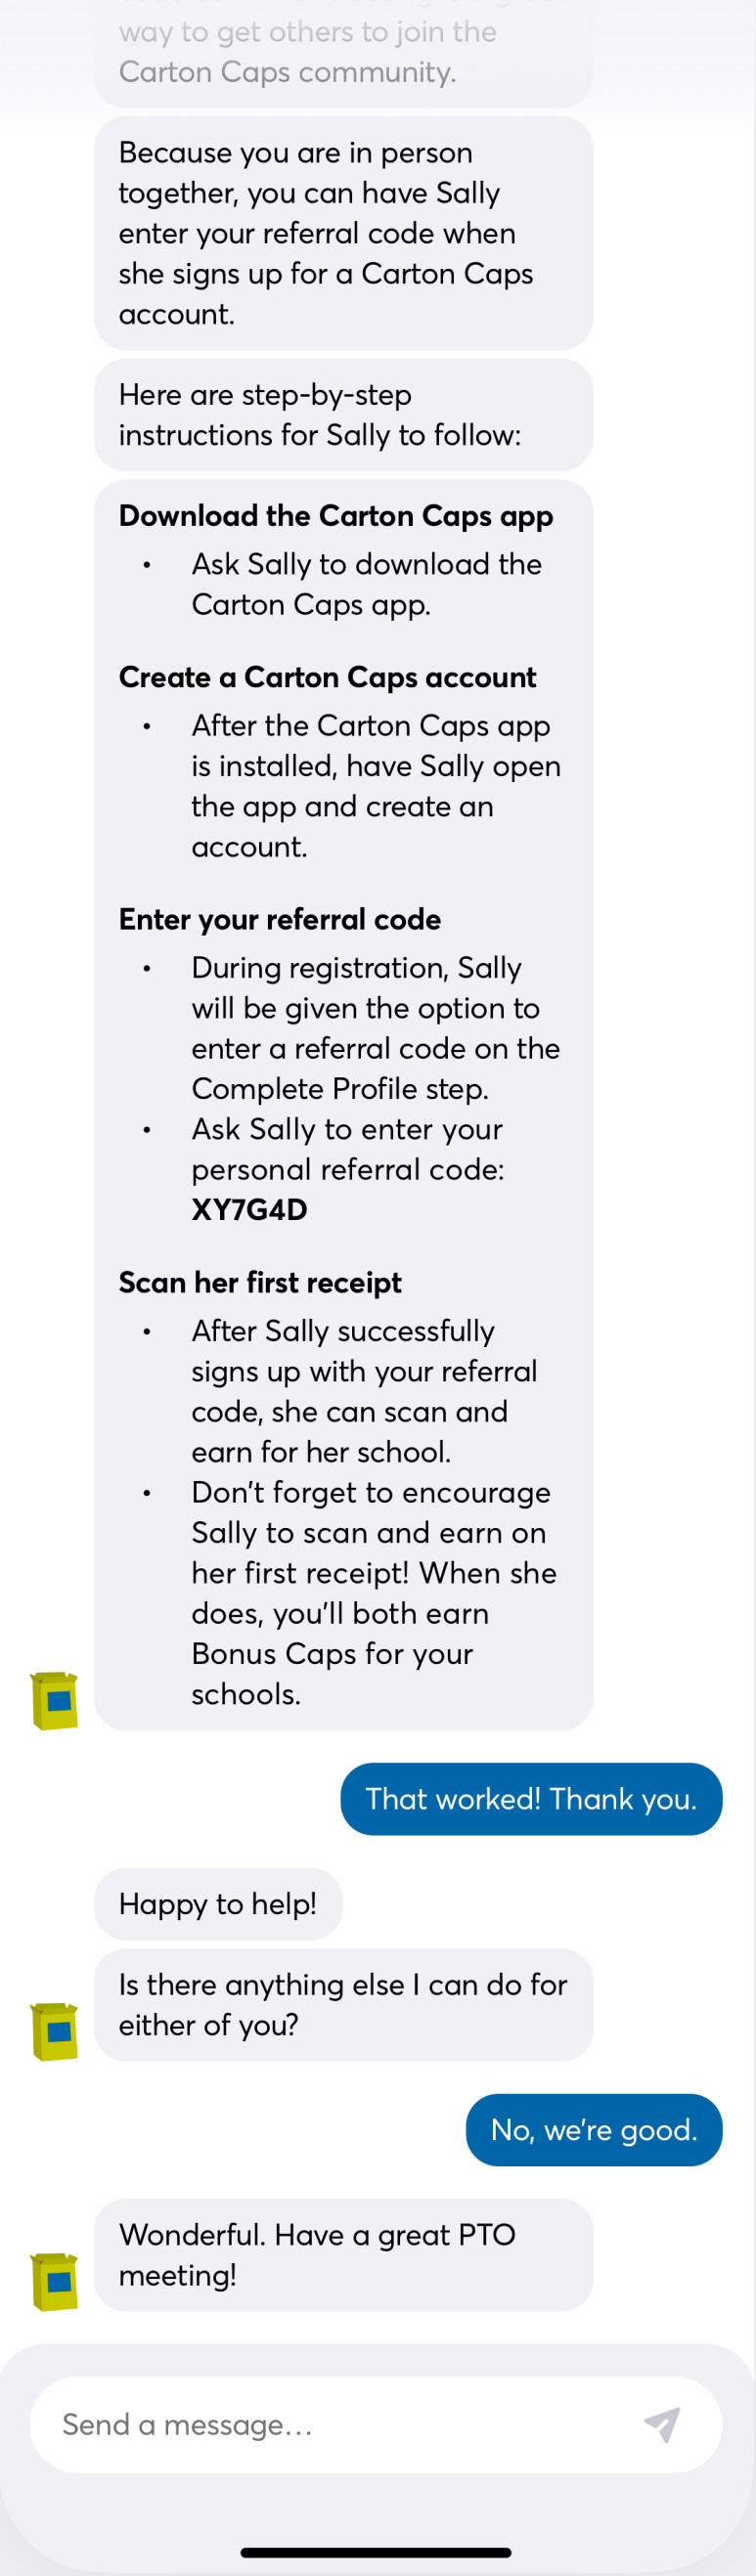 way to get others to join the
Carton Caps community.
Because you are in person
together, you can have Sally
enter your referral code when
she signs up for a Carton Caps
account.
Here are step-by-step
instructions for Sally to follow:
Download the Carton Caps app
• Ask Sally to download the
Carton Caps app.
Create a Carton Caps account
• After the Carton Caps app
is installed, have Sally open
the app and create an
account.
Enter your referral code
• During registration, Sally
will be given the option to
enter a referral code on the
Complete Profile step.
• Ask Sally to enter your
personal referral code:
XY7G4D
Scan her first receipt
• After Sally successfully
signs up with your referral
code, she can scan and
earn for her school.
• Don’t forget to encourage
Sally to scan and earn on
her first receipt! When she
does, you’ll both earn
Bonus Caps for your
schools.
That worked! Thank you.
Happy to help!
Is there anything else I can do for
either of you?
No, we’re good.
Wonderful. Have a great PTO
meeting!
Send a message...